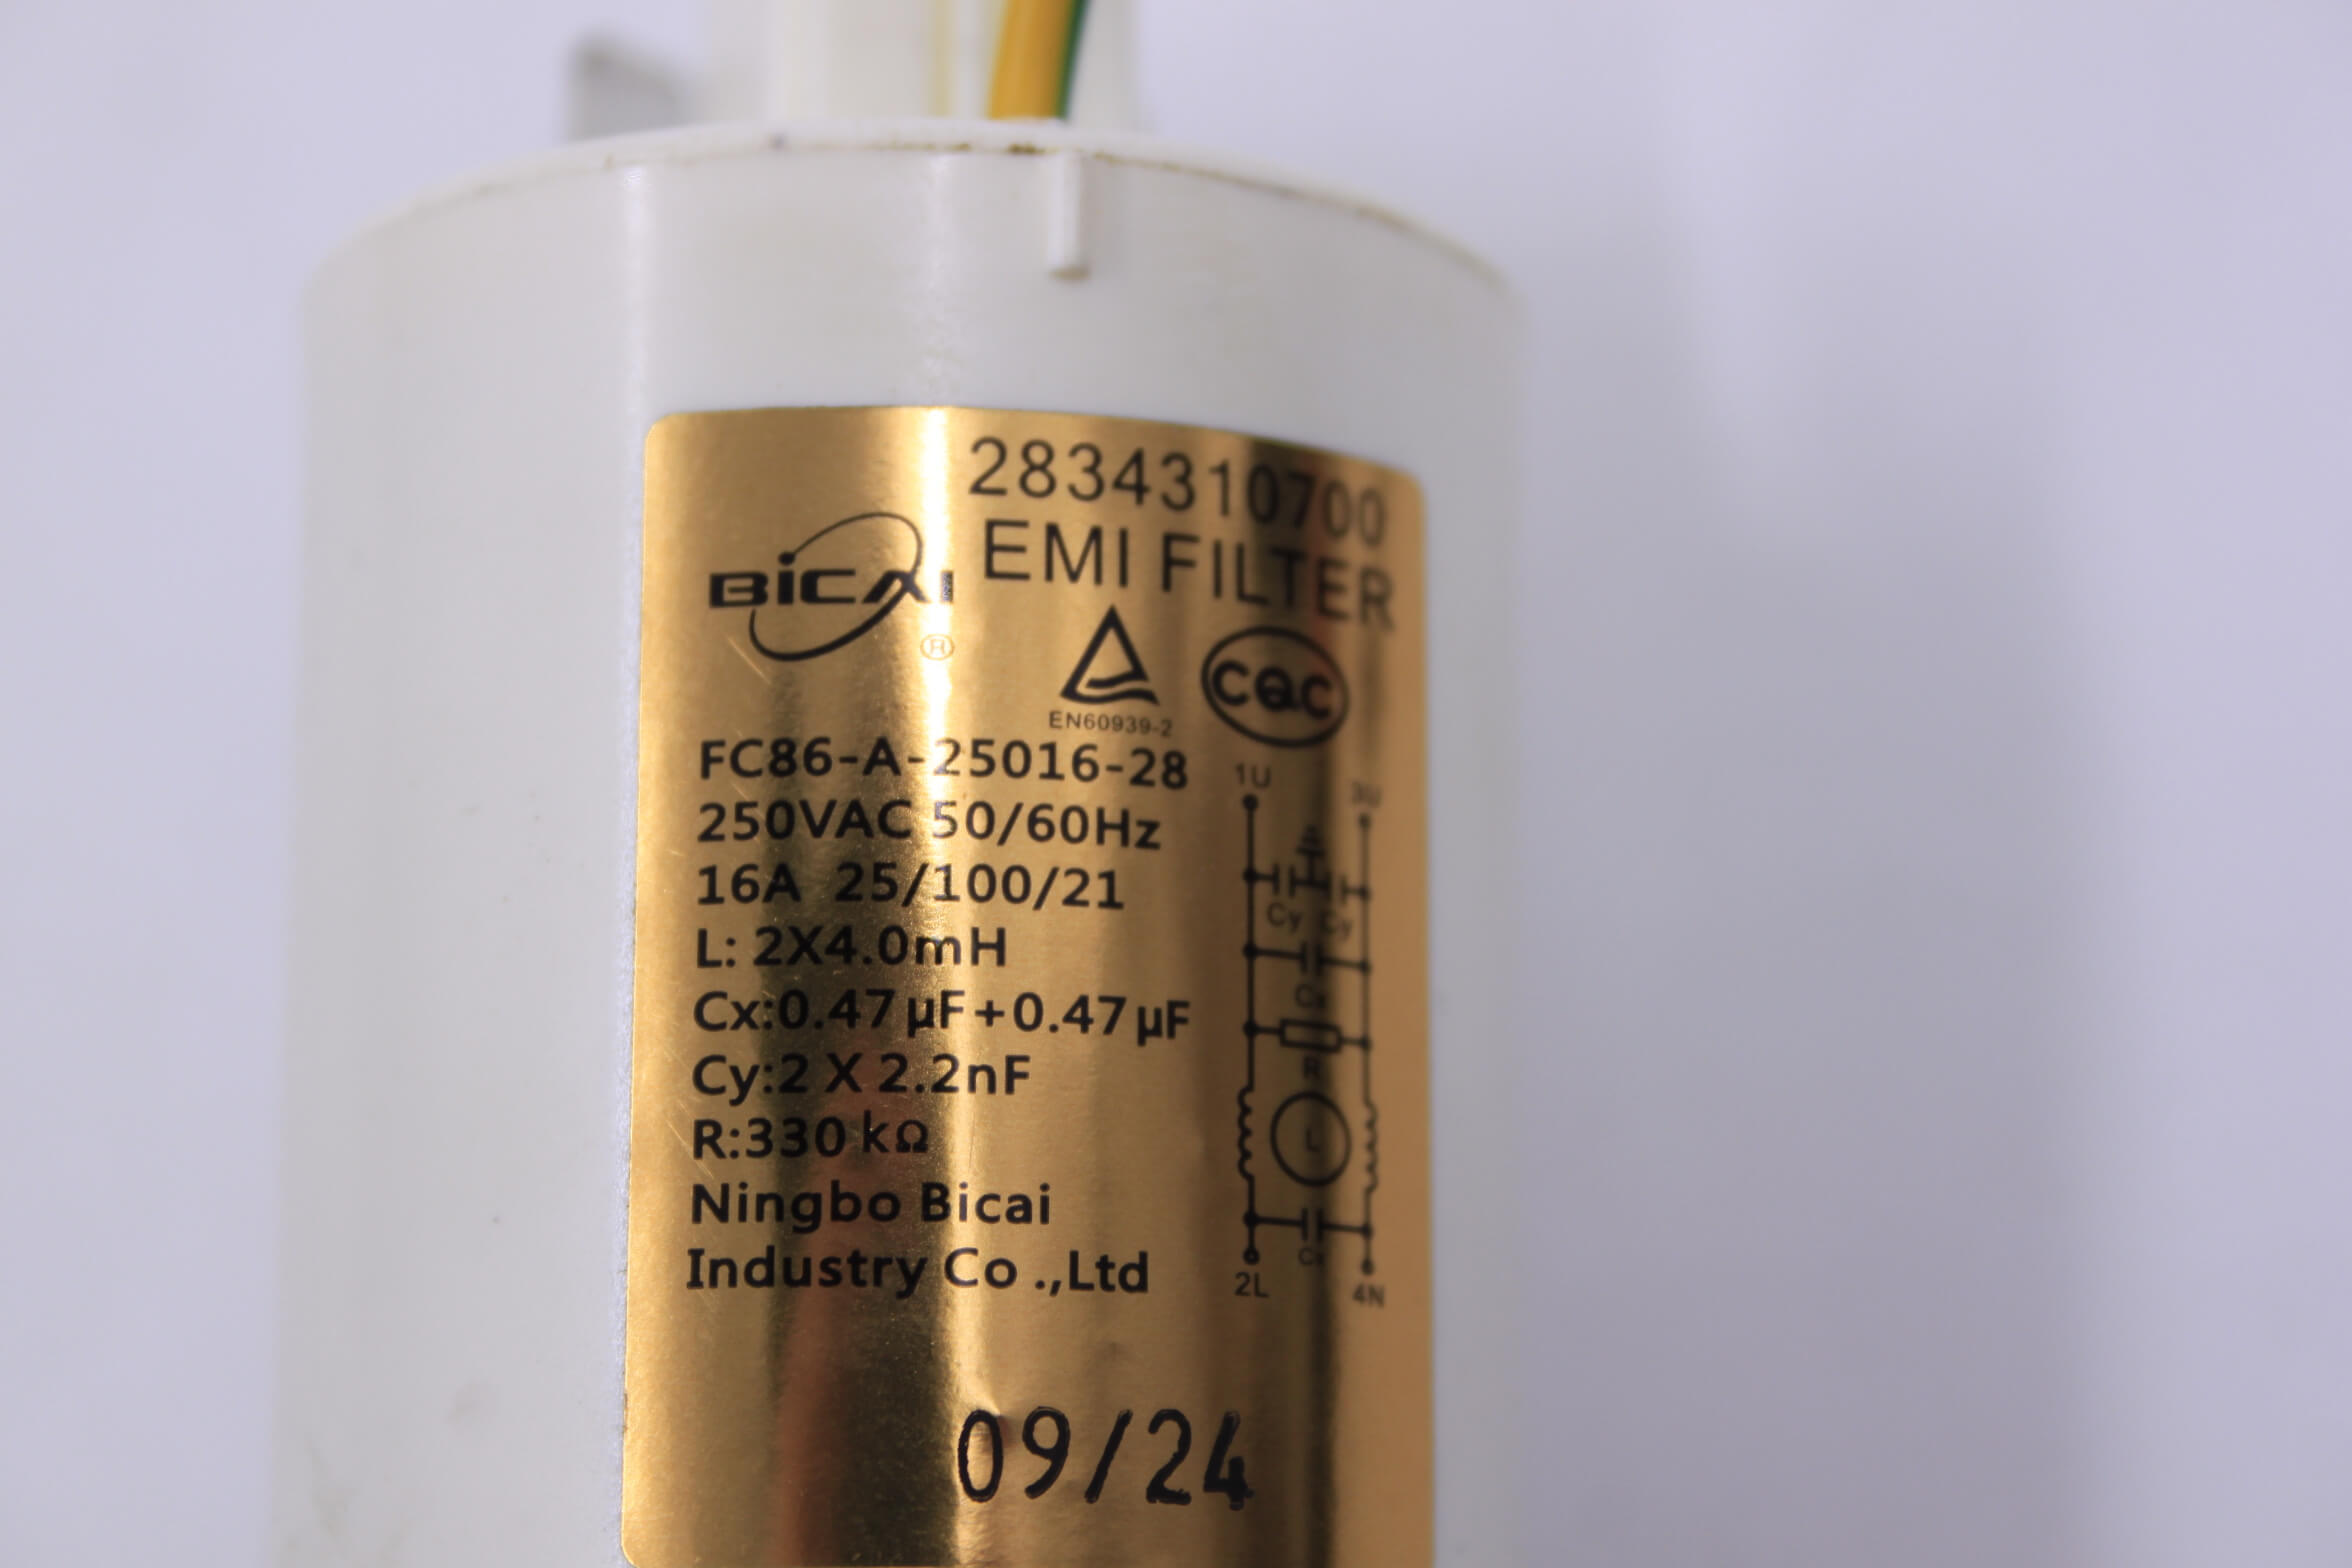 2834310700
BiCAI
EMI FILTER
®
EN60939-2
CQC
FC86-A-25016-28
250VAC 50/60Hz
16A 25/100/21
L: 2X4.0mH
Cx:0.47µF+0.47µF
Cy:2 X 2.2nF
R:330kΩ
Ningbo Bicai
Industry Co .,Ltd
1U
3U
Cy Cy
Cx
R
L
Cx
2L
4N
09/24